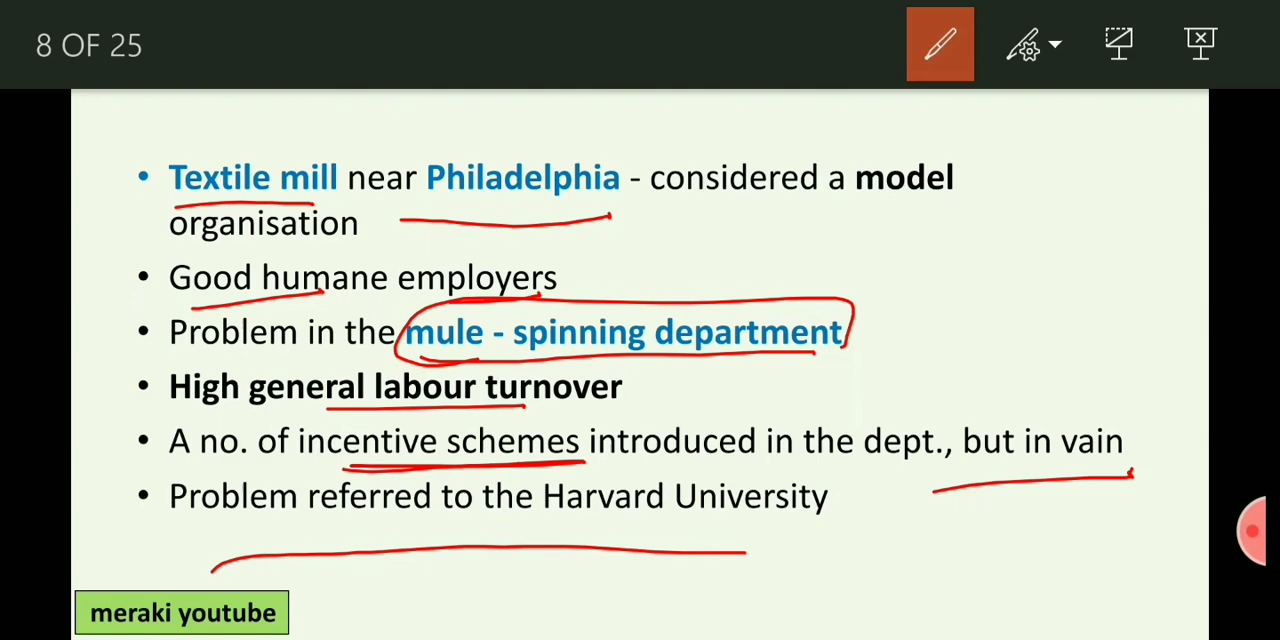 8 OF 25
• Textile mill near Philadelphia - considered a model
organisation
• Good humane employers
• Problem in the mule - spinning department
• High general labour turnover
• A no. of incentive schemes introduced in the dept., but in vain
• Problem referred to the Harvard University
meraki youtube